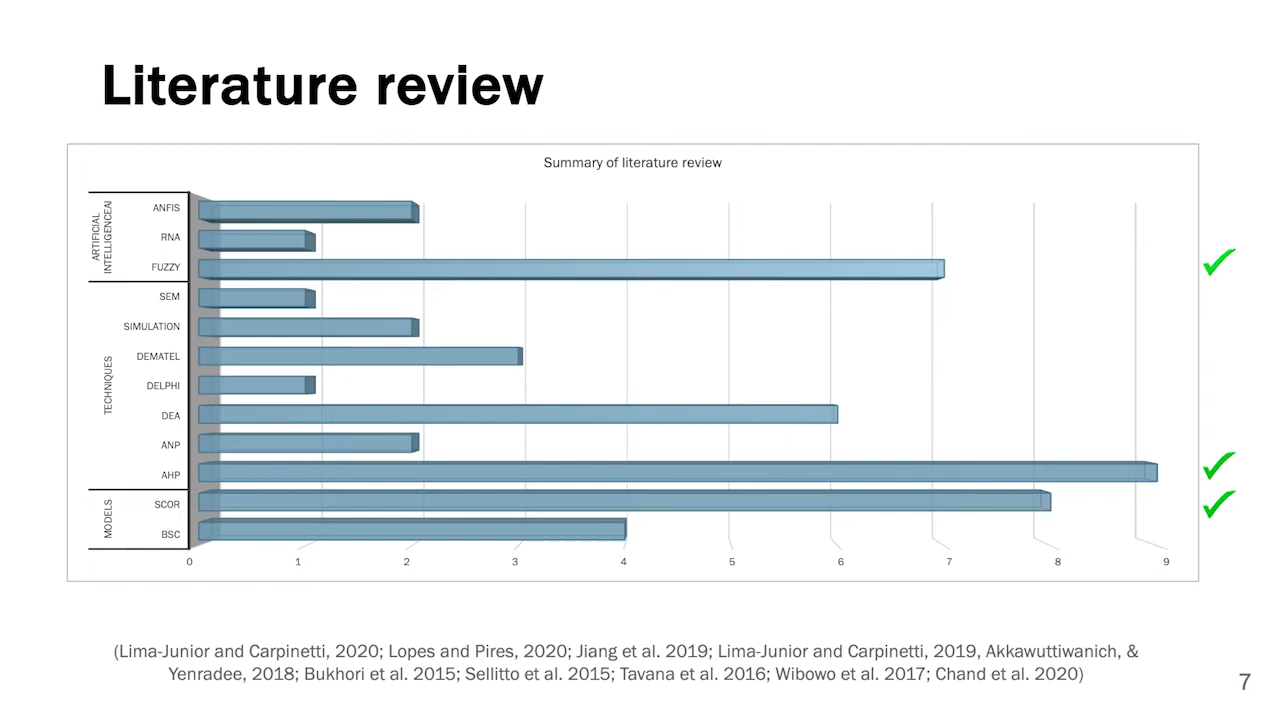 Literature review
Summary of literature review
ARTIFICIAL
INTELLIGENCEAI
ANFIS
RNA
FUZZY
TECHNIQUES
SEM
SIMULATION
DEMATEL
DELPHI
DEA
ANP
AHP
MODELS
SCOR
BSC
0 1 2 3 4 5 6 7 8 9
(Lima-Junior and Carpinetti, 2020; Lopes and Pires, 2020; Jiang et al. 2019; Lima-Junior and Carpinetti, 2019, Akkawuttiwanich, &
Yenradee, 2018; Bukhori et al. 2015; Sellitto et al. 2015; Tavana et al. 2016; Wibowo et al. 2017; Chand et al. 2020)
7